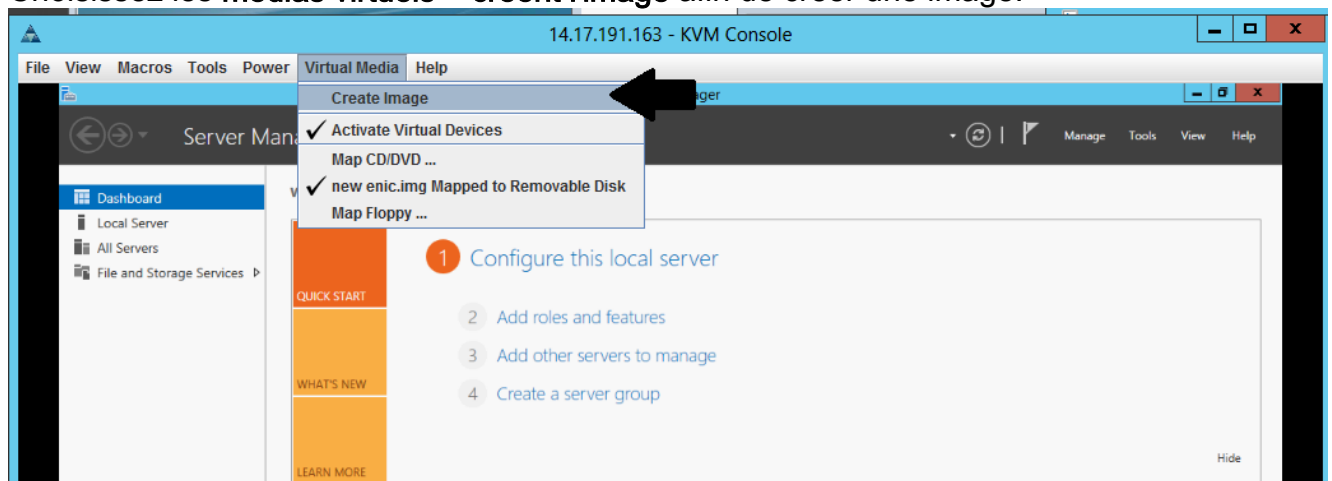 14.17.191.163 - KVM Console
File View Macros Tools Power Virtual Media Help
Create Image
Activate Virtual Devices
Map CD/DVD ...
new enic.img Mapped to Removable Disk
Map Floppy ...
Manage Tools View Help
Dashboard
Local Server
All Servers
File and Storage Services
QUICK START
WHAT'S NEW
LEARN MORE
1 Configure this local server
2 Add roles and features
3 Add other servers to manage
4 Create a server group
Hide